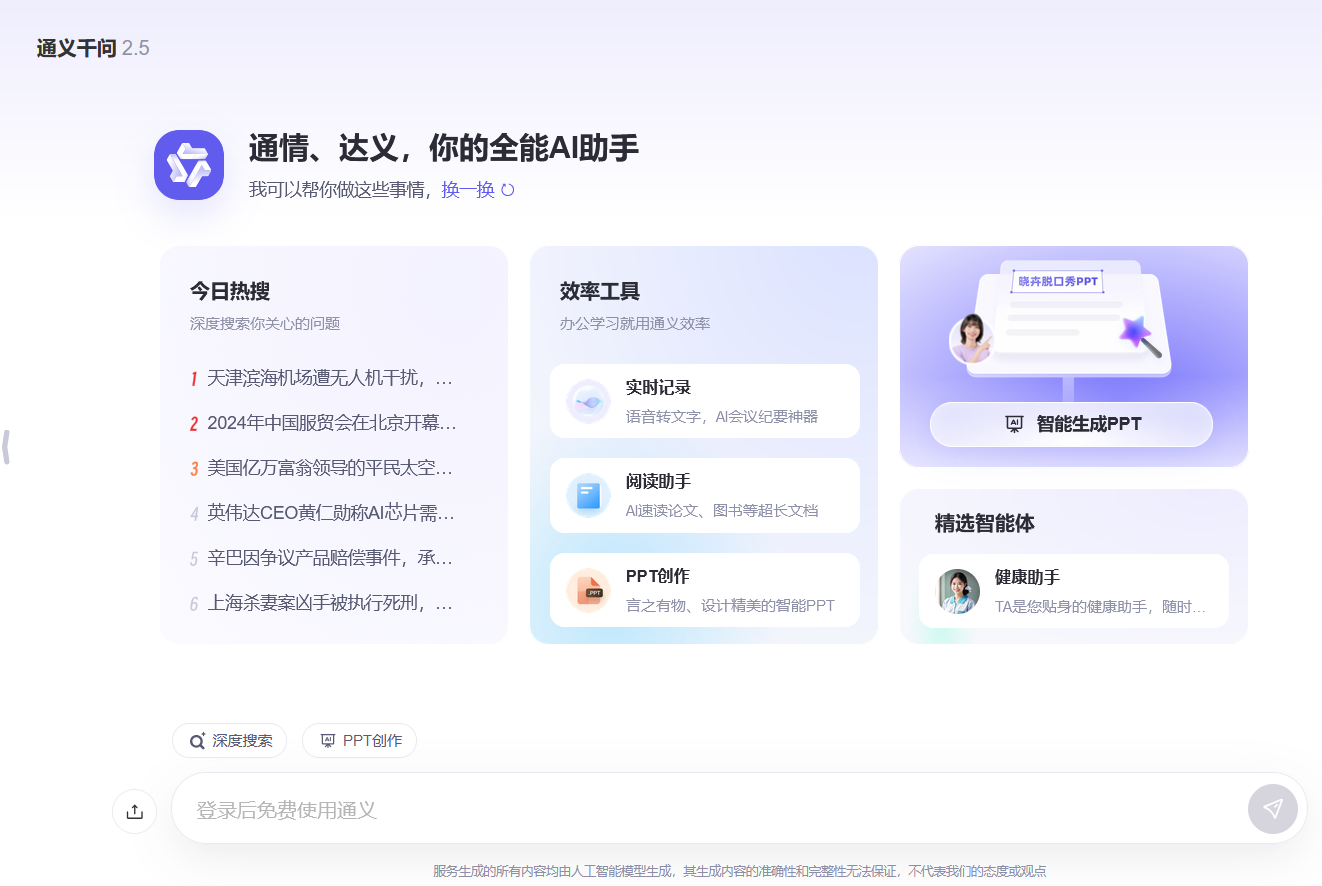 通义千问 2.5
通情、达义，你的全能AI助手
我可以帮你做这些事情，换一换
今日热搜
深度搜索你关心的问题
1 天津滨海机场遭无人机干扰，…
2 2024年中国服贸会在北京开幕…
3 美国亿万富翁领导的平民太空…
4 英伟达CEO黄仁勋称AI芯片需…
5 辛巴因争议产品赔偿事件，承…
6 上海杀妻案凶手被执行死刑，…
效率工具
办公学习就用通义效率
实时记录
语音转文字，AI会议纪要神器
阅读助手
AI速读论文、图书等超长文档
.PPT
PPT创作
言之有物、设计精美的智能PPT
晓卉脱口秀PPT
AI 智能生成PPT
精选智能体
健康助手
TA是您贴身的健康助手，随时…
深度搜索
AI PPT创作
登录后免费使用通义
服务生成的所有内容均由人工智能模型生成，其生成内容的准确性和完整性无法保证，不代表我们的态度或观点